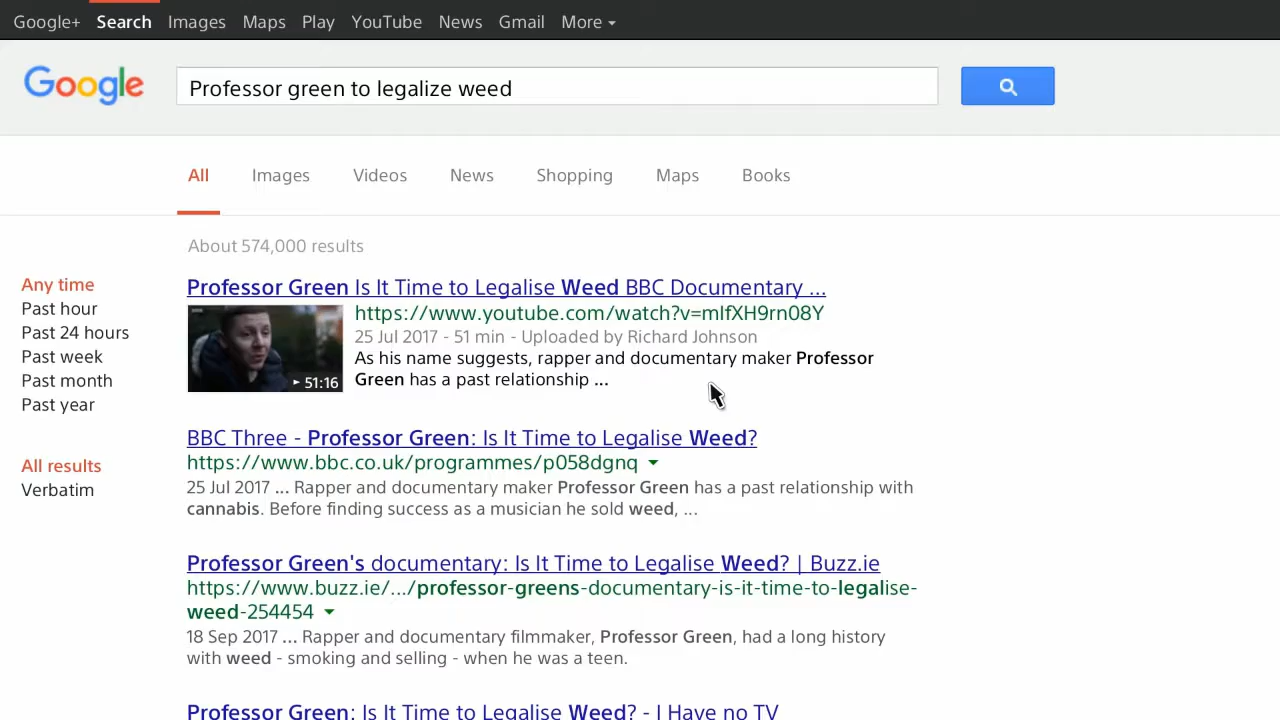 Google+ Search Images Maps Play YouTube News Gmail More
Google
Professor green to legalize weed
All Images Videos News Shopping Maps Books
About 574,000 results
Any time
Past hour
Past 24 hours
Past week
Past month
Past year
All results
Verbatim
Professor Green Is It Time to Legalise Weed BBC Documentary ...
51:16
https://www.youtube.com/watch?v=mlfXH9rn08Y
25 Jul 2017 - 51 min - Uploaded by Richard Johnson
As his name suggests, rapper and documentary maker Professor
Green has a past relationship ...
BBC Three - Professor Green: Is It Time to Legalise Weed?
https://www.bbc.co.uk/programmes/p058dgnq
25 Jul 2017 ... Rapper and documentary maker Professor Green has a past relationship with
cannabis. Before finding success as a musician he sold weed, ...
Professor Green's documentary: Is It Time to Legalise Weed? | Buzz.ie
https://www.buzz.ie/.../professor-greens-documentary-is-it-time-to-legalise-
weed-254454
18 Sep 2017 ... Rapper and documentary filmmaker, Professor Green, had a long history
with weed - smoking and selling - when he was a teen.
Professor Green: Is It Time to Legalise Weed? - I Have no TV